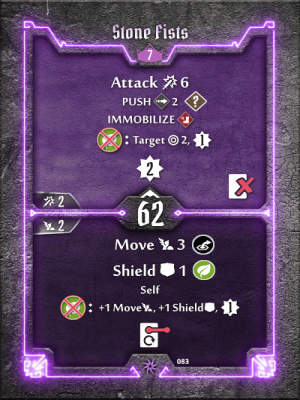 Stone Fists
7
Attack 6
PUSH 2 ?
IMMOBILIZE
: Target 2, 1
2
2
62
2
Move 3
Shield 1
Self
: +1 Move, +1 Shield, 1
083